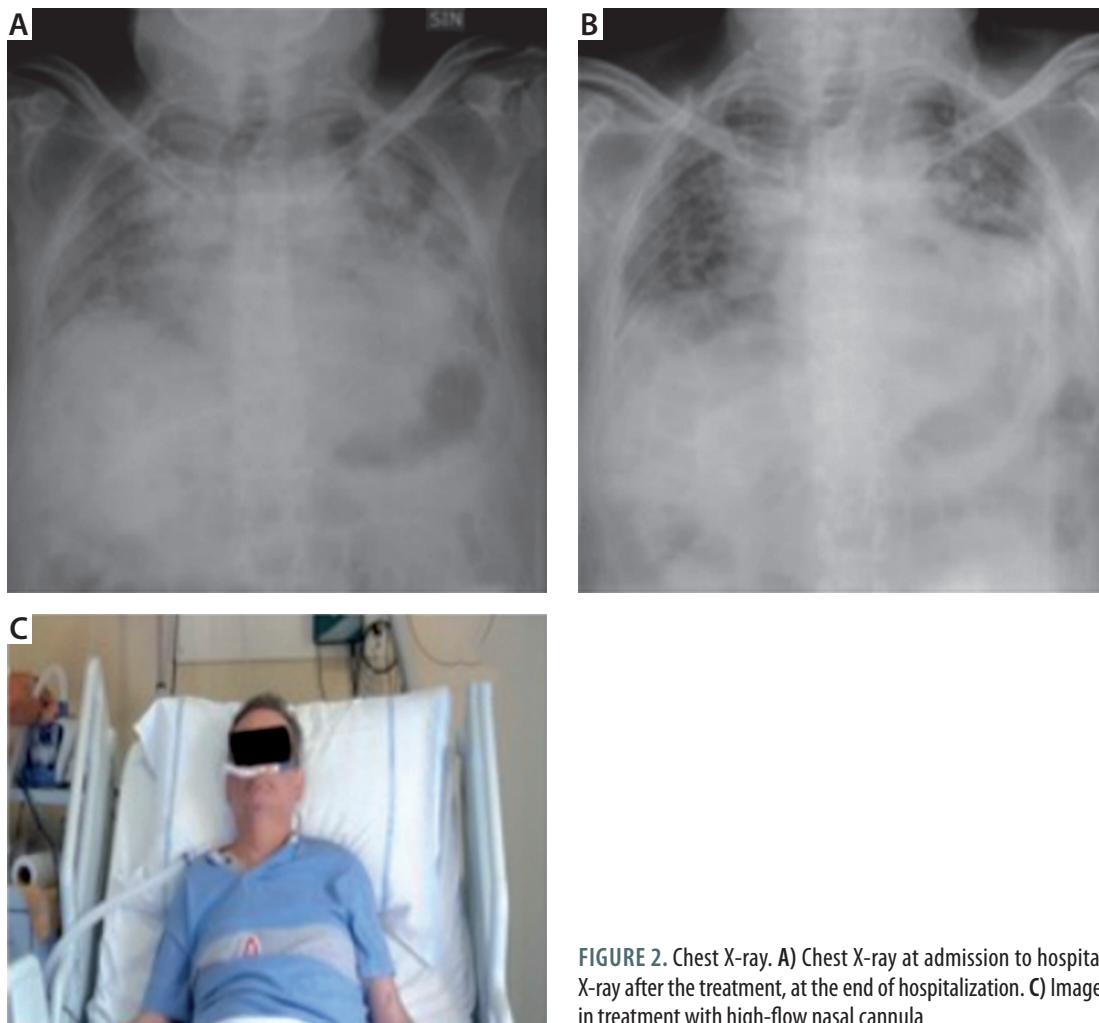 A
SIN
B
C
FIGURE 2. Chest X-ray. A) Chest X-ray at admission to hospita
X-ray after the treatment, at the end of hospitalization. C) Image
in treatment with high-flow nasal cannula